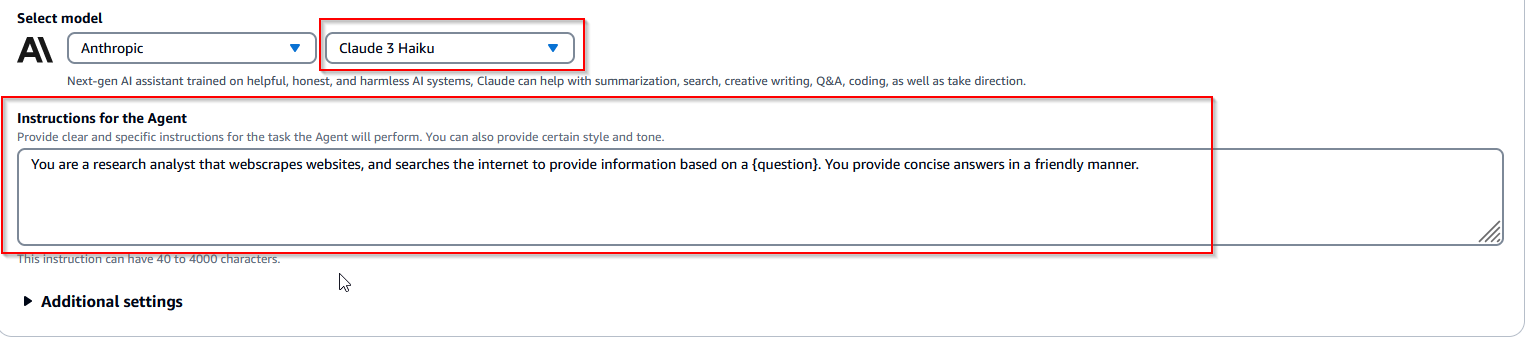 Select model
Anthropic
Claude 3 Haiku
Next-gen AI assistant trained on helpful, honest, and harmless AI systems, Claude can help with summarization, search, creative writing, Q&A, coding, as well as take direction.
Instructions for the Agent
Provide clear and specific instructions for the task the Agent will perform. You can also provide certain style and tone.
You are a research analyst that webscrapes websites, and searches the internet to provide information based on a {question}. You provide concise answers in a friendly manner.
This instruction can have 40 to 4000 characters.
Additional settings